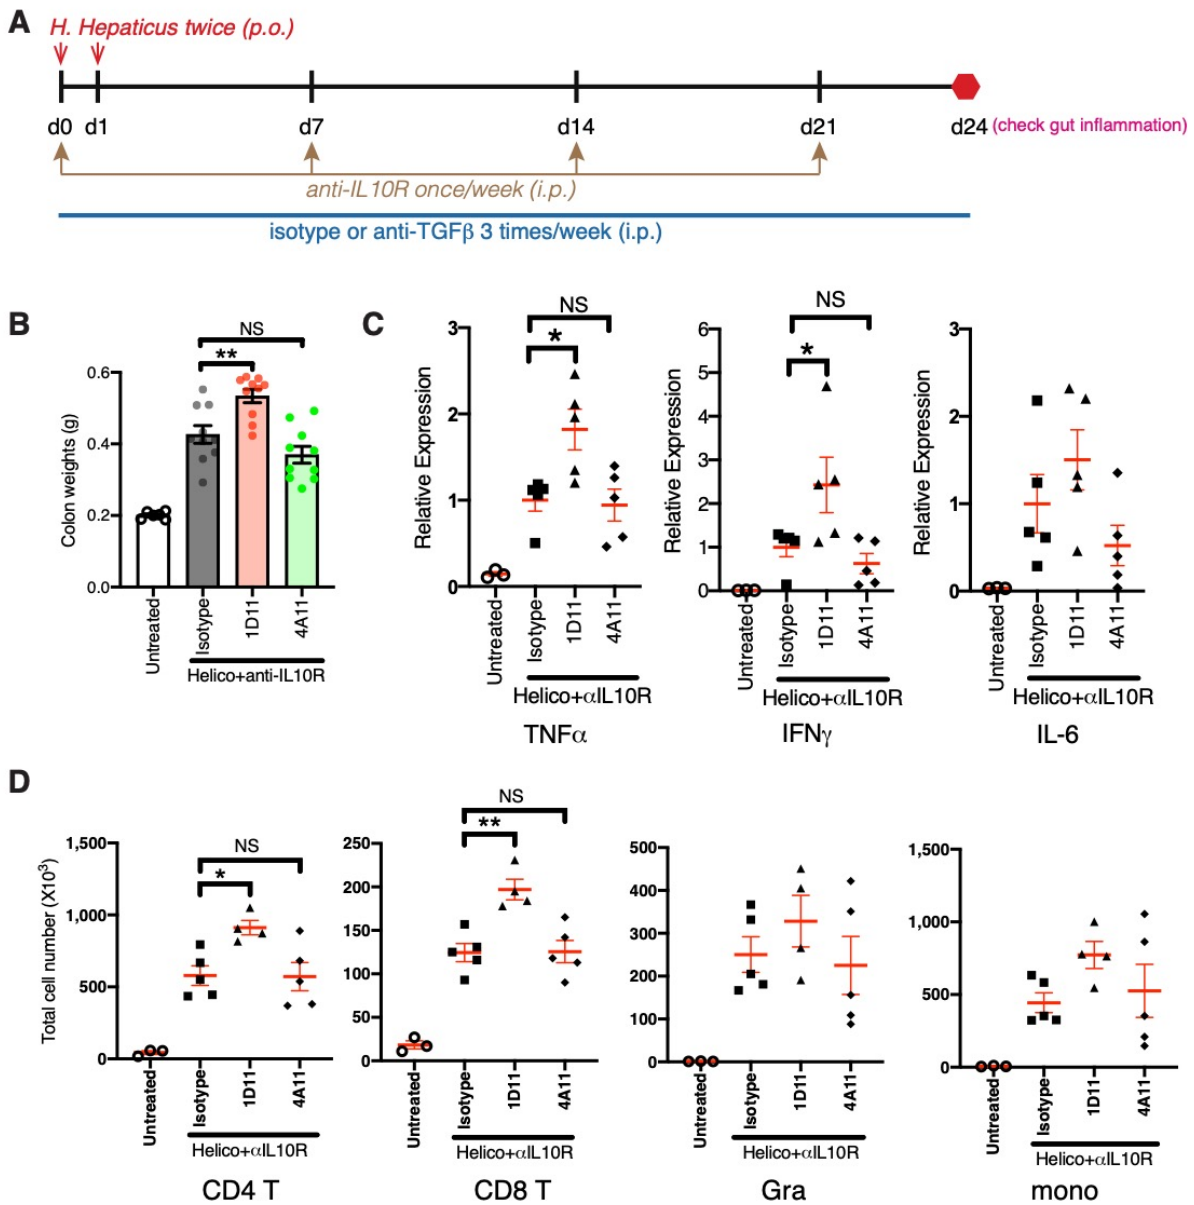 A
H. Hepaticus twice (p.o.)
d0 d1 d7 d14 d21 d24 (check gut inflammation)
anti-IL10R once/week (i.p.)
isotype or anti-TGFβ 3 times/week (i.p.)
B
NS
**
Colon weights (g)
0.6
0.4
0.2
0.0
Untreated
Isotype
1D11
4A11
Helico+anti-IL10R
C
NS
*
Relative Expression
3
2
1
0
Untreated
Isotype
1D11
4A11
Helico+αIL10R
TNFα
NS
*
Relative Expression
6
5
4
3
2
1
0
Untreated
Isotype
1D11
4A11
Helico+αIL10R
IFNγ
Relative Expression
3
2
1
0
Untreated
Isotype
1D11
4A11
Helico+αIL10R
IL-6
D
NS
*
Total cell number (X10³)
1,500
1,000
500
0
Untreated
Isotype
1D11
4A11
Helico+αIL10R
CD4 T
NS
**
250
200
150
100
50
0
Untreated
Isotype
1D11
4A11
Helico+αIL10R
CD8 T
500
400
300
200
100
0
Untreated
Isotype
1D11
4A11
Helico+αIL10R
Gra
1,500
1,000
500
0
Untreated
Isotype
1D11
4A11
Helico+αIL10R
mono